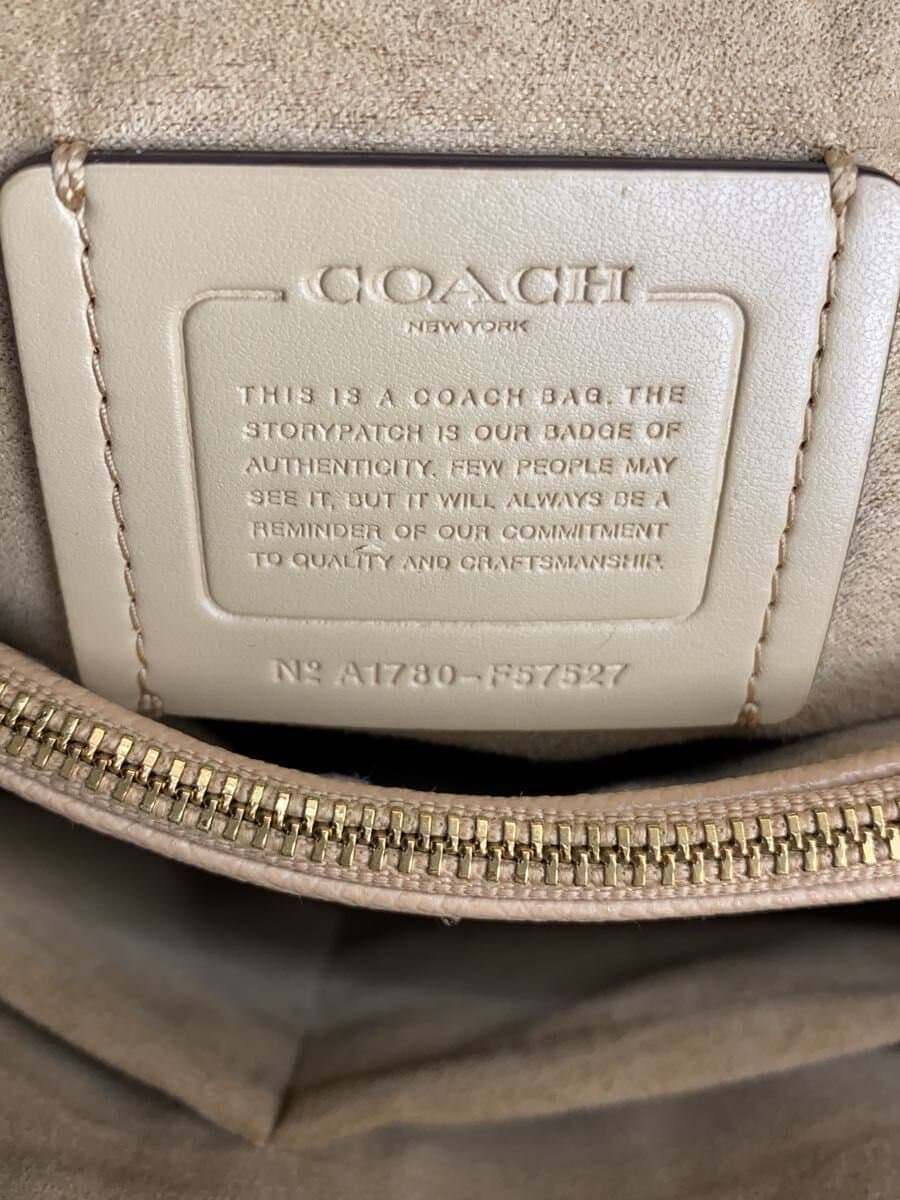 COACH
NEW YORK
THIS IS A COACH BAG. THE
STORYPATCH IS OUR BADGE OF
AUTHENTICITY. FEW PEOPLE MAY
SEE IT, BUT IT WILL ALWAYS BE A
REMINDER OF OUR COMMITMENT
TO QUALITY AND CRAFTSMANSHIP.
Nº A1780-F57527